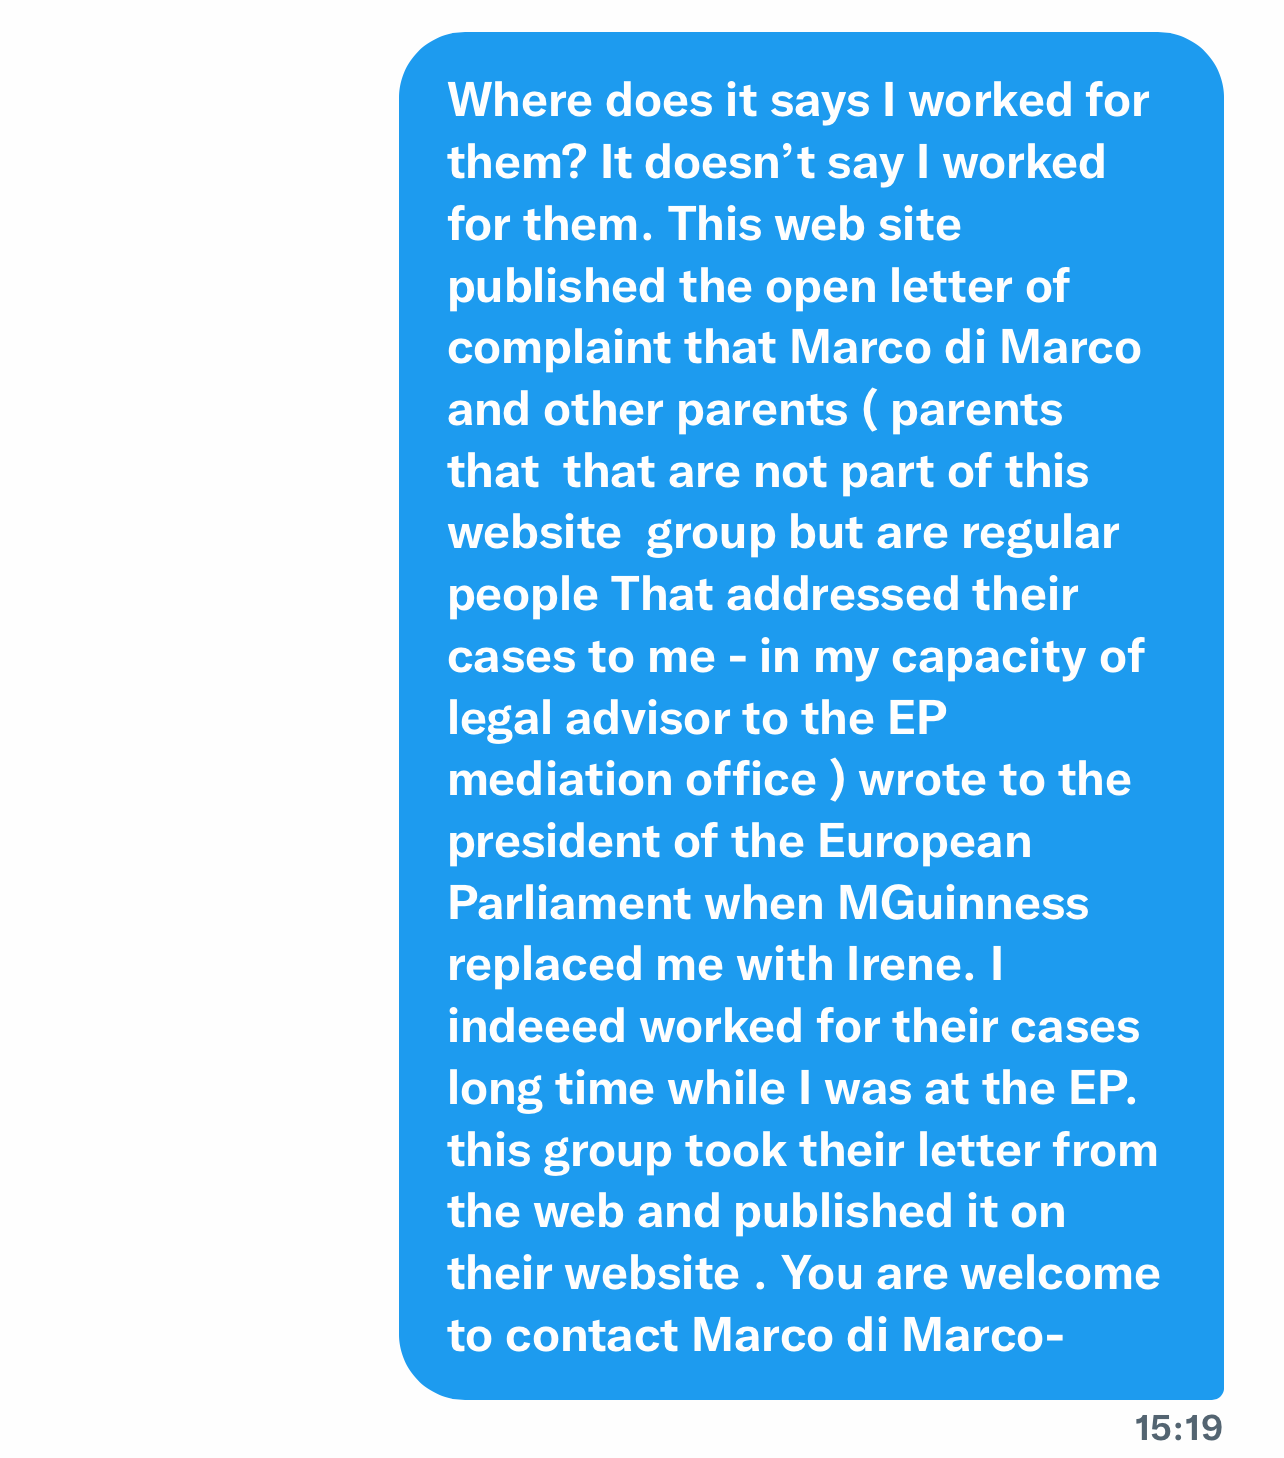 Where does it says I worked for
them? It doesn't say I worked
for them. This web site
published the open letter of
complaint that Marco di Marco
and other parents ( parents
that  that are not part of this
website  group but are regular
people That addressed their
cases to me - in my capacity of
legal advisor to the EP
mediation office ) wrote to the
president of the European
Parliament when MGuinness
replaced me with Irene. I
indeeed worked for their cases
long time while I was at the EP.
this group took their letter from
the web and published it on
their website . You are welcome
to contact Marco di Marco-
15:19